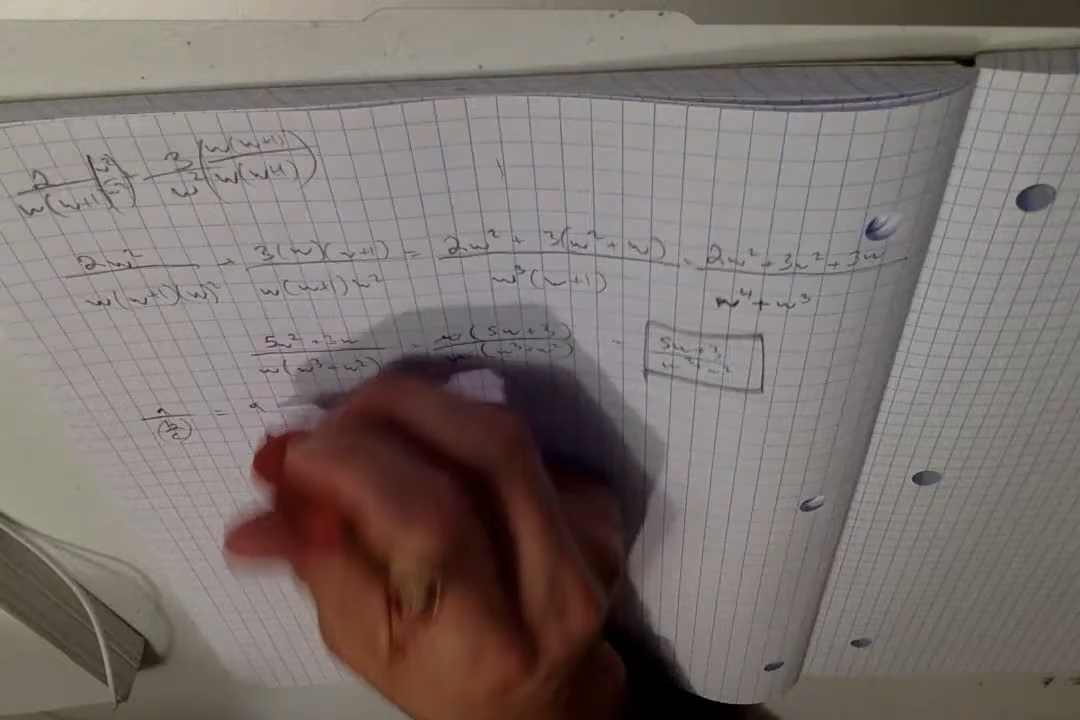 2/(w(w+1)) (w²/w²) + 3/w² (w(w+1)/w(w+1))
2w²/(w(w+1)(w)²) + 3(w)(w+1)/(w(w+1)w²) = (2w² + 3(w²+w))/(w³(w+1)) = (2w²+3w²+3w)/(w⁴+w³)
(5w²+3w)/(w(w³+w²)) = w(5w+3)/(w(w³+w²)) = (5w+3)/(w³+w²)
a/(b/c) = a